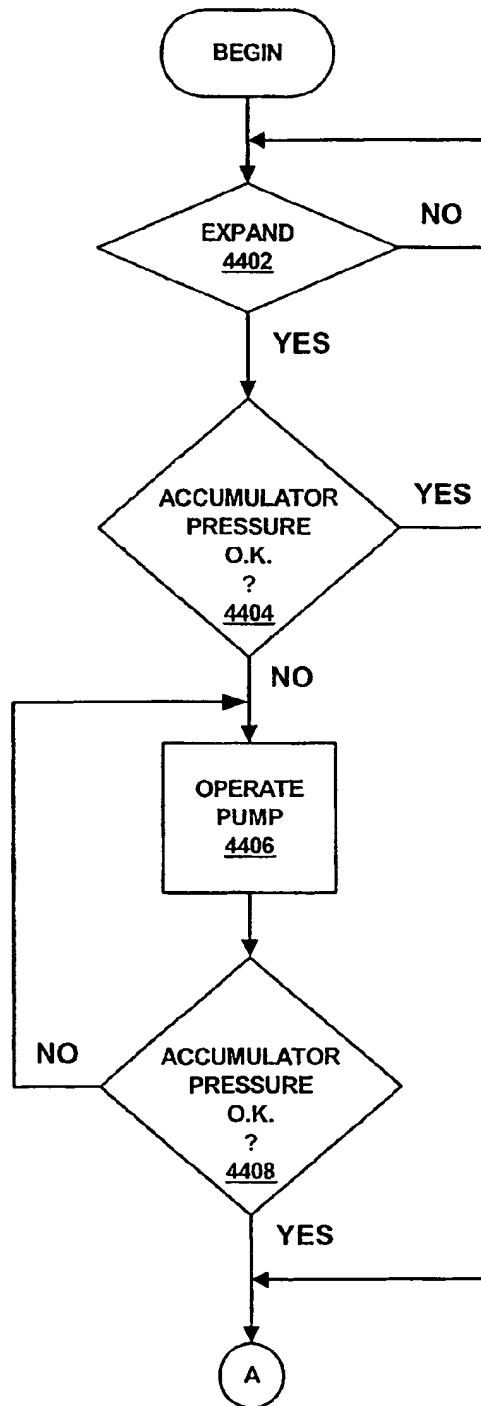 BEGIN
EXPAND
4402
NO
YES
ACCUMULATOR
PRESSURE
O.K.
?
4404
YES
NO
OPERATE
PUMP
4406
NO
ACCUMULATOR
PRESSURE
O.K.
?
4408
YES
A